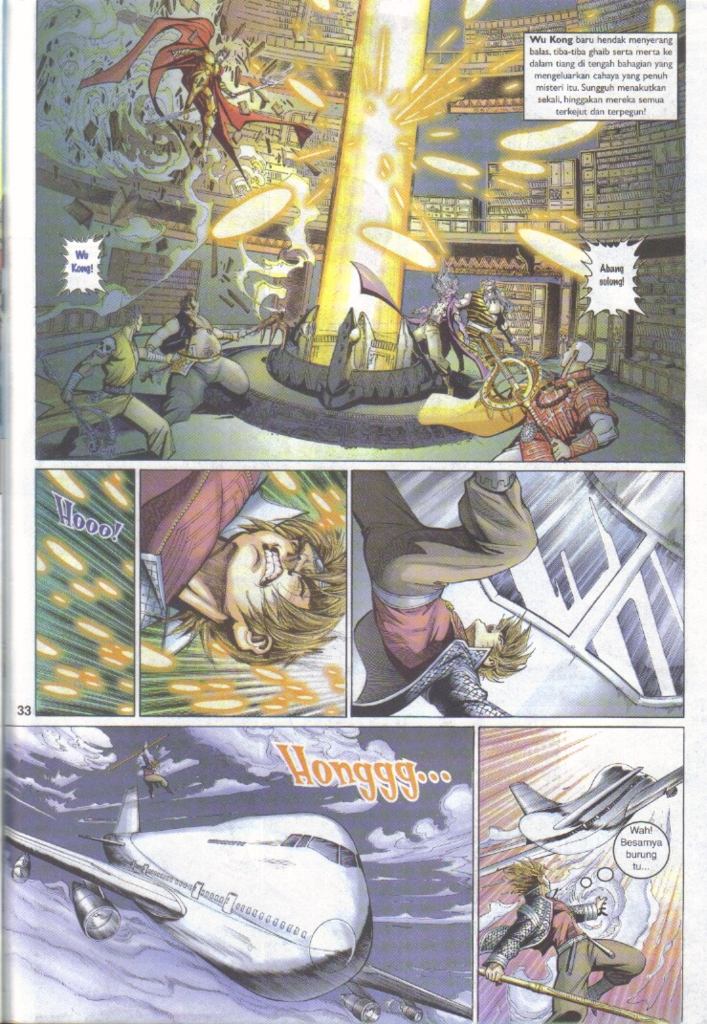 Wu Kong baru hendak menyerang
balas, tiba-tiba ghaib serta merta ke
dalam tiang di tengah bahagian yang
mengeluarkan cahaya yang penuh
misteri itu. Sungguh menakutkan
sekali, hinggakan mereka semua
terkejut dan terpegun!
Wu
Kong!
Abang
sulung!
Hooo!
33
Honggg...
Wah!
Besarnya
burung
tu...